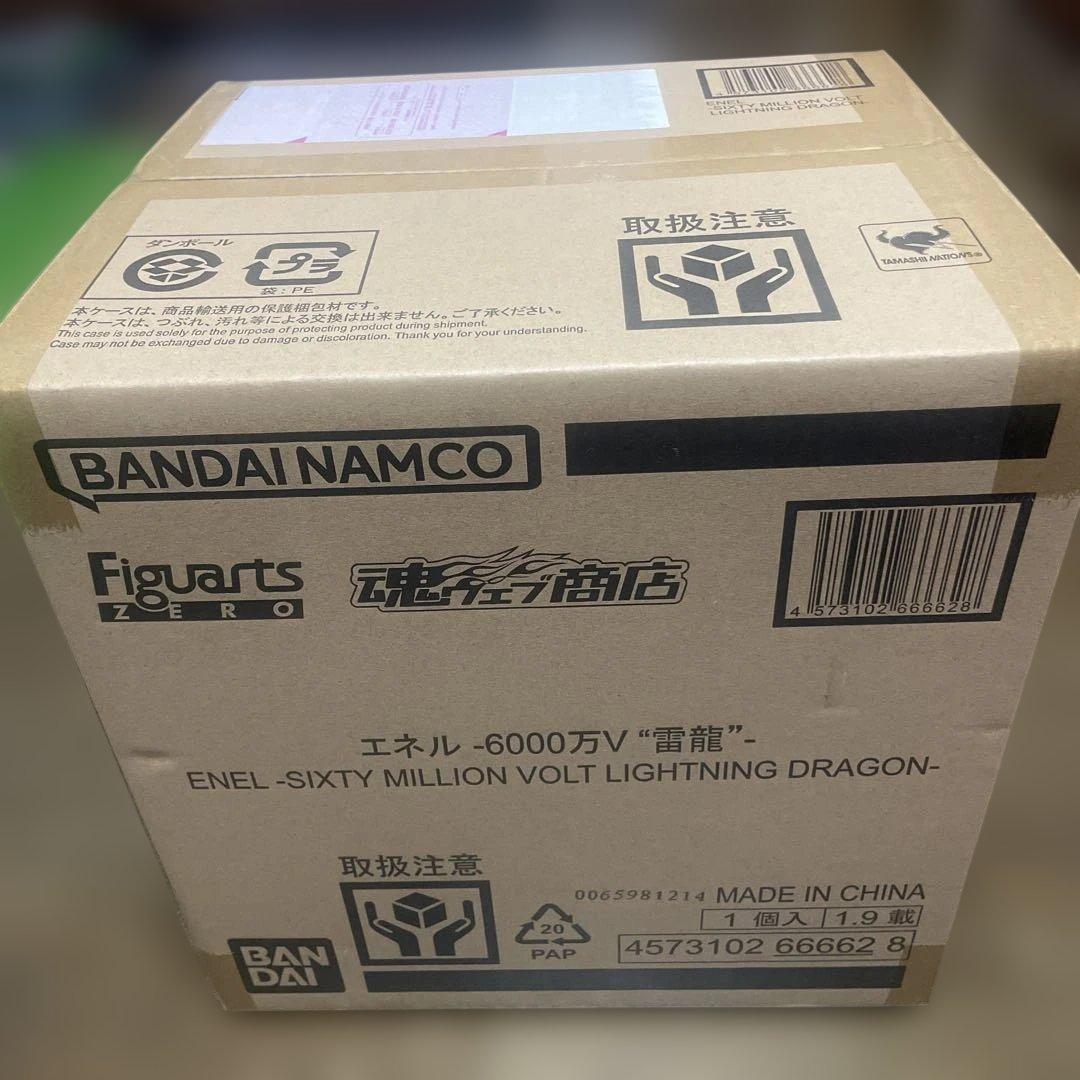 ENEL
-SIXTY MILLION VOLT
LIGHTNING DRAGON-
ダンボール
プラ
袋：PE
取扱注意
TAMASHII NATIONS®
本ケースは、商品輸送用の保護梱包材です。
本ケースは、つぶれ、汚れ等による交換は出来ません。ご了承ください。
This case is used solely for the purpose of protecting product during shipment.
Case may not be exchanged due to damage or discoloration. Thank you for your understanding.
BANDAI NAMCO
Figuarts
ZERO
魂ウェブ商店
4 573102 666628
エネル -6000万V “雷龍”-
ENEL -SIXTY MILLION VOLT LIGHTNING DRAGON-
取扱注意
0065981214 MADE IN CHINA
1個入 1.9載
20
PAP
4573102 66662 8
BAN
DAI